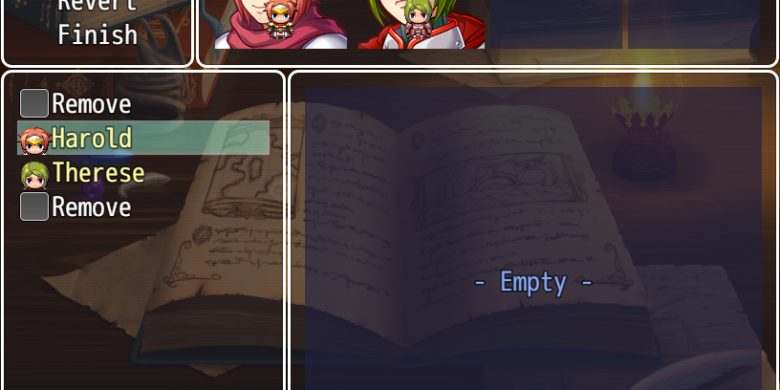 Revert
Finish
Remove
Harold
Therese
Remove
- Empty -